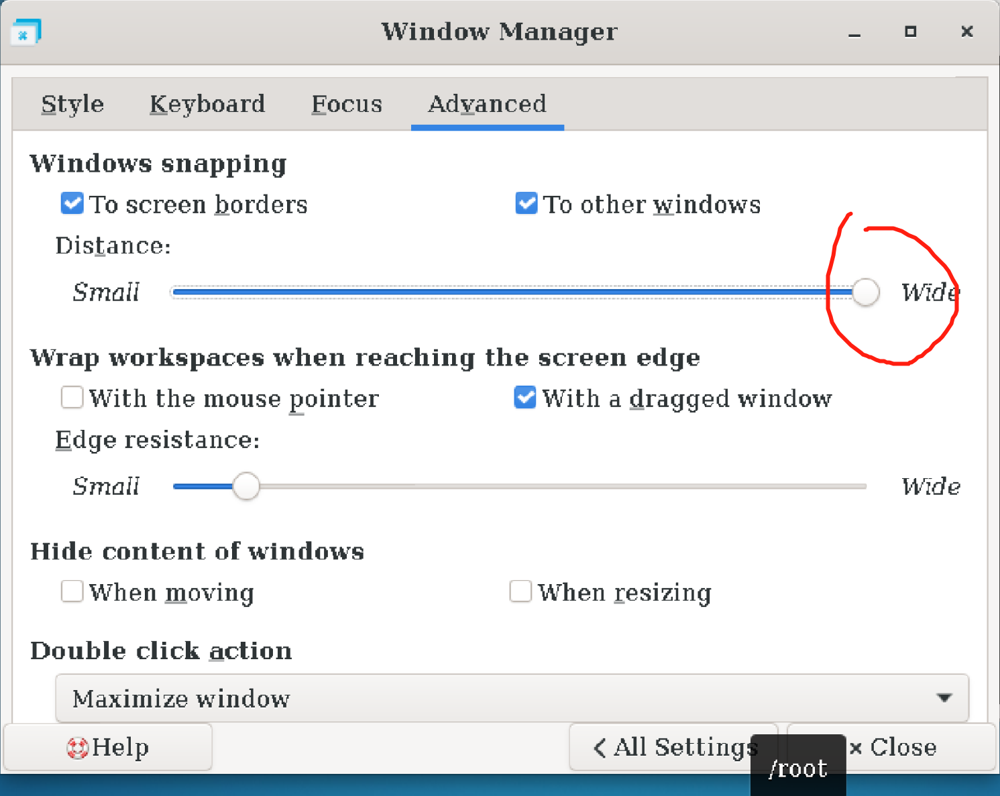 Window Manager
Style Keyboard Focus Advanced
Windows snapping
To screen borders To other windows
Distance:
Small Wide
Wrap workspaces when reaching the screen edge
With the mouse pointer With a dragged window
Edge resistance:
Small Wide
Hide content of windows
When moving When resizing
Double click action
Maximize window
Help All Settings Close
/root